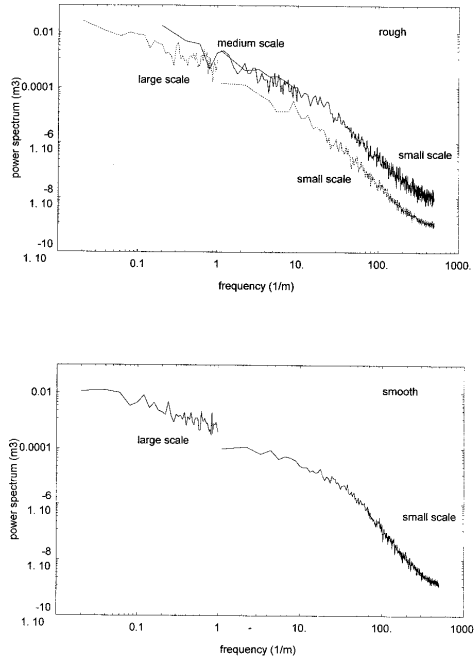 0.01
rough
medium scale
large scale
0.0001
power spectrum (m3)
-6
1. 10
small scale
small scale
-8
1. 10
-10
1. 10
0.1
1
10.
100.
1000.
frequency (1/m)
0.01
smooth
large scale
0.0001
power spectrum (m3)
-6
1. 10
small scale
-8
1. 10
-10
1. 10
0.1
1
10.
100.
1000
frequency (1/m)